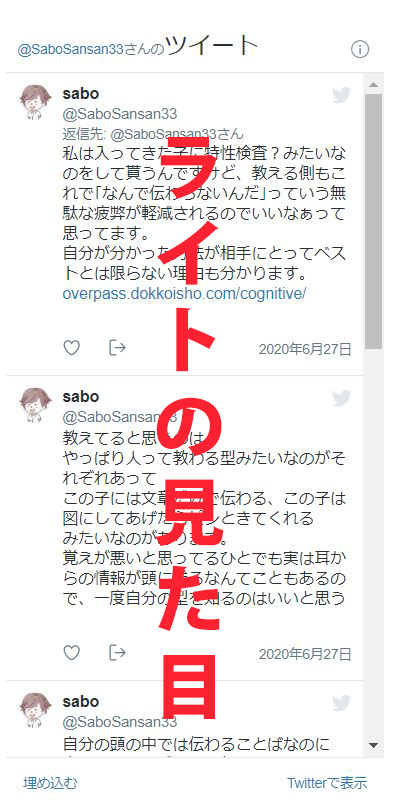 @SaboSansan33さんのツイート
sabo
@SaboSansan33
返信先: @SaboSansan33さん
私は入ってきた子に特性検査？みたいな
のをして貰うんですけど、教える側もこ
れで｢なんで伝わらないんだ｣っていう無
駄な疲弊が軽減されるのでいいなぁって
思ってます。
自分が分かった方法が相手にとってベス
トとは限らない理由も分かります。
overpass.dokkoisho.com/cognitive/
2020年6月27日
sabo
@SaboSansan33
教えてると思うのは
やっぱり人って教わる型みたいなのがそ
れぞれあって
この子には文章だけで伝わる、この子は
図にしてあげたらピンときてくれる
みたいなのがあります。
覚えが悪いと思ってるひとでも実は耳か
らの情報が頭に入るなんてこともあるの
で、一度自分の型を知るのはいいと思う
2020年6月27日
sabo
@SaboSansan33
自分の頭の中では伝わることばなのに
埋め込む
Twitterで表示
ライトの見た目